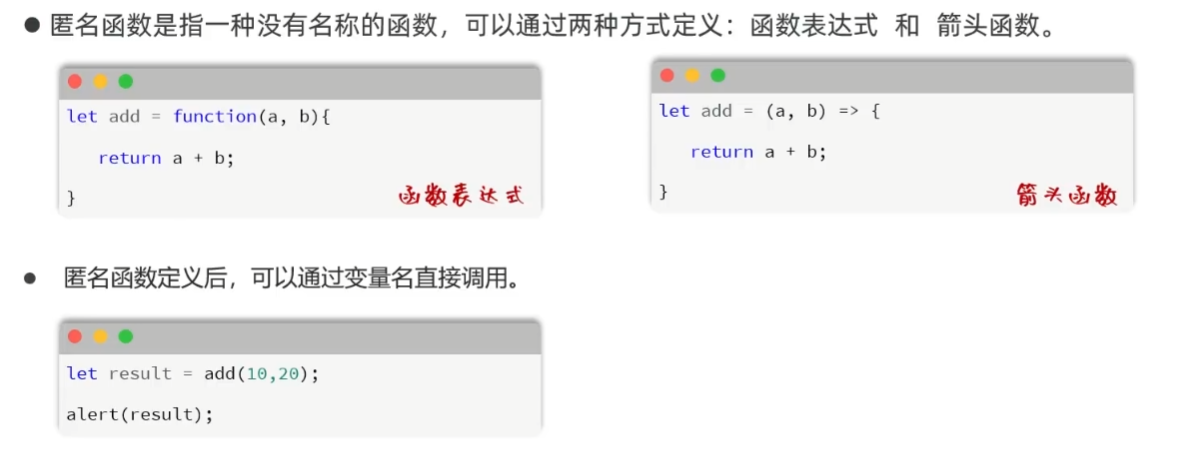 ● 匿名函数是指一种没有名称的函数，可以通过两种方式定义：函数表达式 和 箭头函数。
let add = function(a, b){
return a + b;
}
函数表达式
let add = (a, b) => {
return a + b;
}
箭头函数
● 匿名函数定义后，可以通过变量名直接调用。
let result = add(10,20);
alert(result);